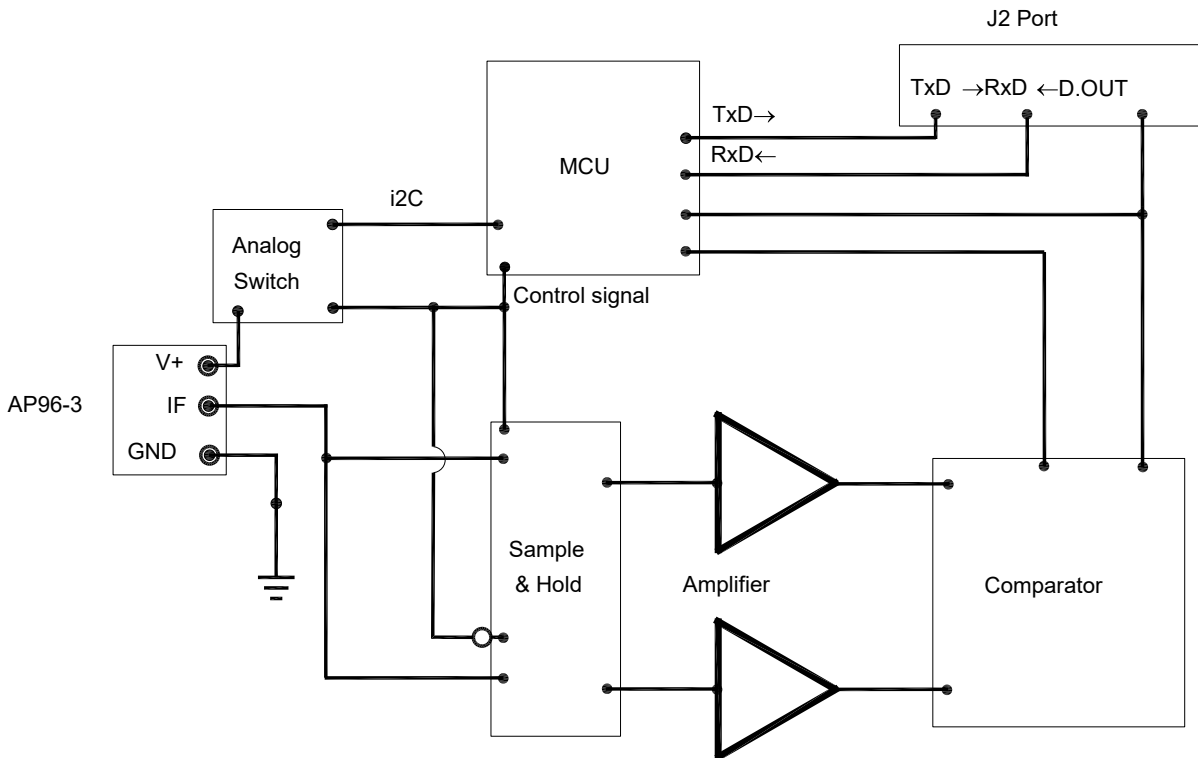 J2 Port
TxD →RxD ←D.OUT
TxD→
MCU
RxD←
i2C
Analog
Switch
Control signal
V+
AP96-3
IF
GND
Sample
& Hold
Amplifier
Comparator